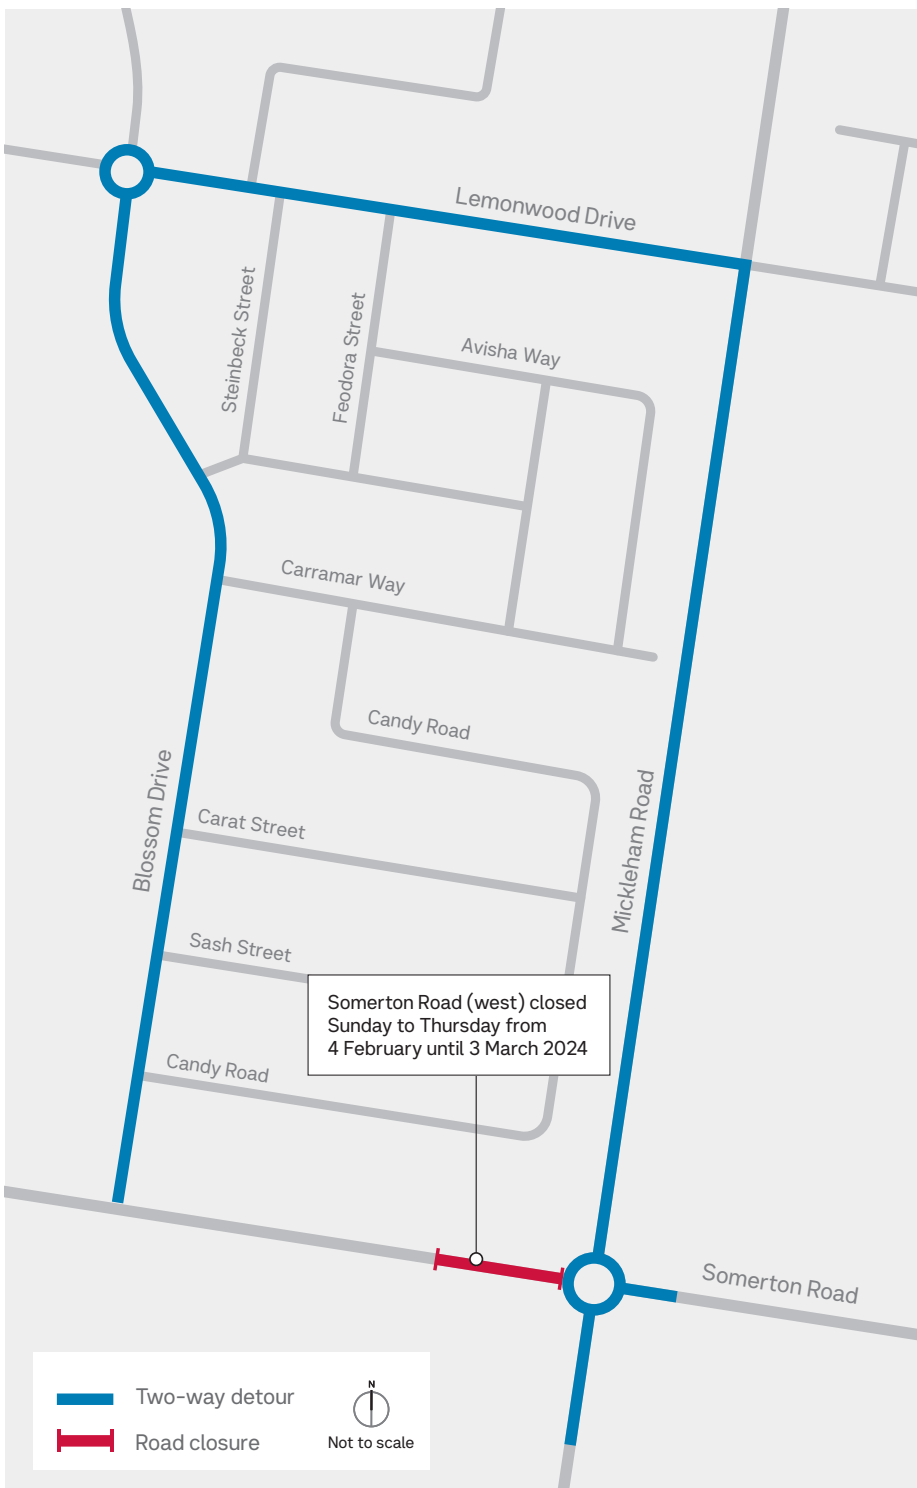 Lemonwood Drive
Steinbeck Street
Feodora Street
Avisha Way
Carramar Way
Candy Road
Blossom Drive
Mickleham Road
Carat Street
Sash Street
Somerton Road (west) closed
Sunday to Thursday from
4 February until 3 March 2024
Candy Road
Somerton Road
Two-way detour
Road closure
N
Not to scale